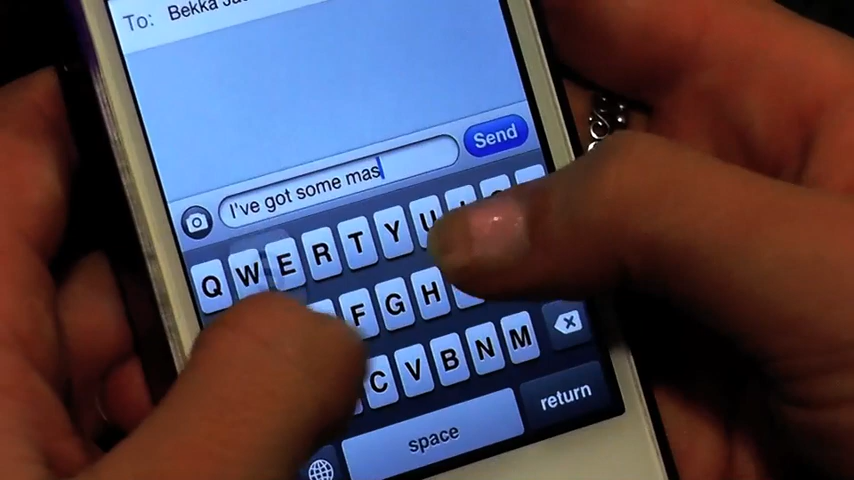 To: Bekka
I've got some mas
Send
Q W E R T Y U
F G H
C V B N M
space
return